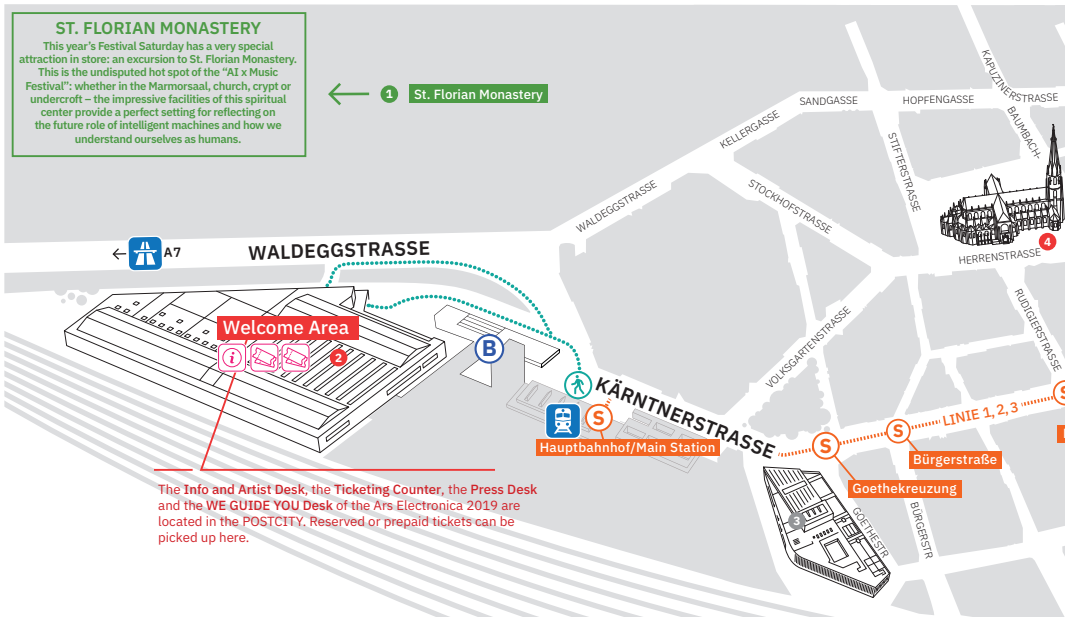 ST. FLORIAN MONASTERY
This year's Festival Saturday has a very special
attraction in store: an excursion to St. Florian Monastery.
This is the undisputed hot spot of the "AI x Music
Festival": whether in the Marmorsaal, church, crypt or
undercroft – the impressive facilities of this spiritual
center provide a perfect setting for reflecting on
the future role of intelligent machines and how we
understand ourselves as humans.
1 St. Florian Monastery
KAPUZINERSTRASSE
SANDGASSE
HOPFENGASSE
BAUMBACH-
KELLERGASSE
STIFTERSTRASSE
STOCKHOFSTRASSE
WALDEGGSTRASSE
4
HERRENSTRASSE
A7
WALDEGGSTRASSE
RUDIGIERSTRASSE
Welcome Area
i
2
B
VOLKSGARTENSTRASSE
KÄRNTNERSTRASSE
S
Hauptbahnhof/Main Station
LINIE 1, 2, 3
S
S
S
Bürgerstraße
Goethekreuzung
3
GOETHESTR
BÜRGERSTR
The Info and Artist Desk, the Ticketing Counter, the Press Desk
and the WE GUIDE YOU Desk of the Ars Electronica 2019 are
located in the POSTCITY. Reserved or prepaid tickets can be
picked up here.